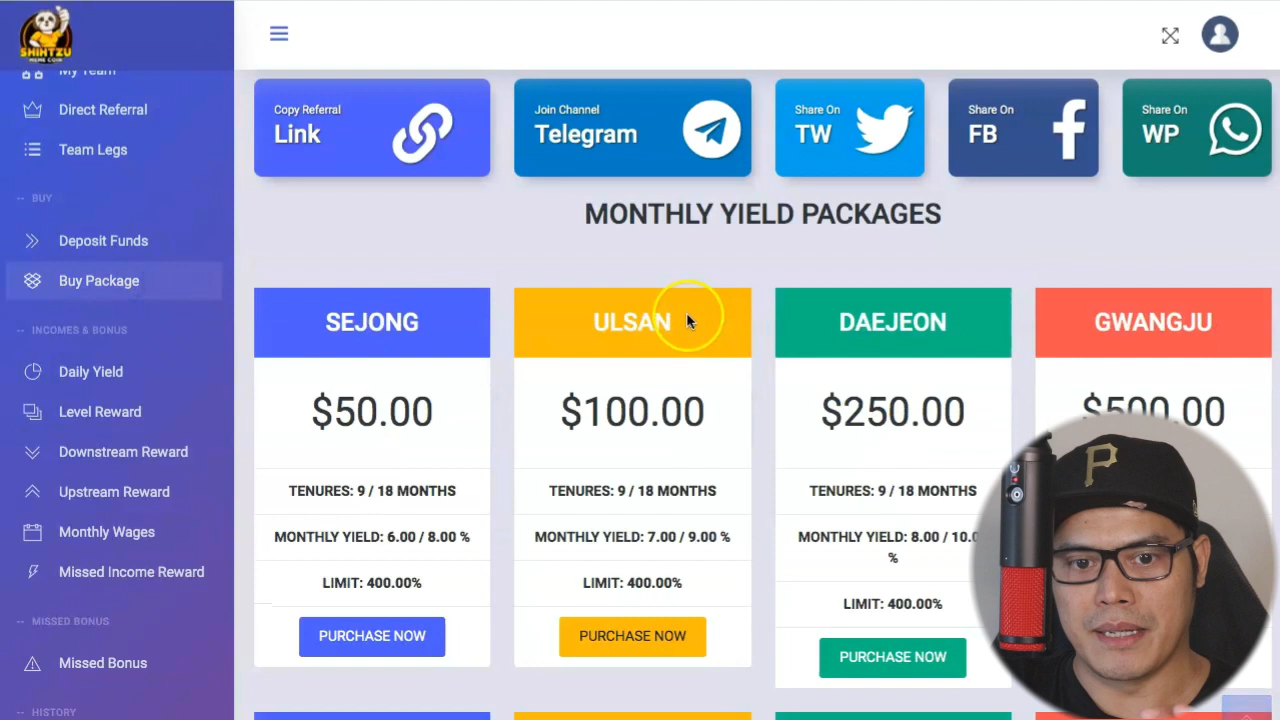 SHIHTZU
MEME COIN
My Team
Direct Referral
Team Legs
-- BUY
Deposit Funds
Buy Package
-- INCOMES & BONUS
Daily Yield
Level Reward
Downstream Reward
Upstream Reward
Monthly Wages
Missed Income Reward
-- MISSED BONUS
Missed Bonus
-- HISTORY
Copy Referral
Link
Join Channel
Telegram
Share On
TW
Share On
FB
Share On
WP
MONTHLY YIELD PACKAGES
SEJONG
$50.00
TENURES: 9 / 18 MONTHS
MONTHLY YIELD: 6.00 / 8.00 %
LIMIT: 400.00%
PURCHASE NOW
ULSAN
$100.00
TENURES: 9 / 18 MONTHS
MONTHLY YIELD: 7.00 / 9.00 %
LIMIT: 400.00%
PURCHASE NOW
DAEJEON
$250.00
TENURES: 9 / 18 MONTHS
MONTHLY YIELD: 8.00 / 10.0
%
LIMIT: 400.00%
PURCHASE NOW
GWANGJU
$500.00
P